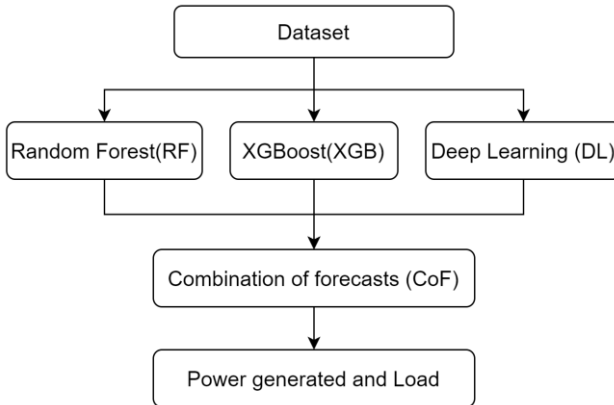 Dataset
Random Forest(RF)
XGBoost(XGB)
Deep Learning (DL)
Combination of forecasts (CoF)
Power generated and Load